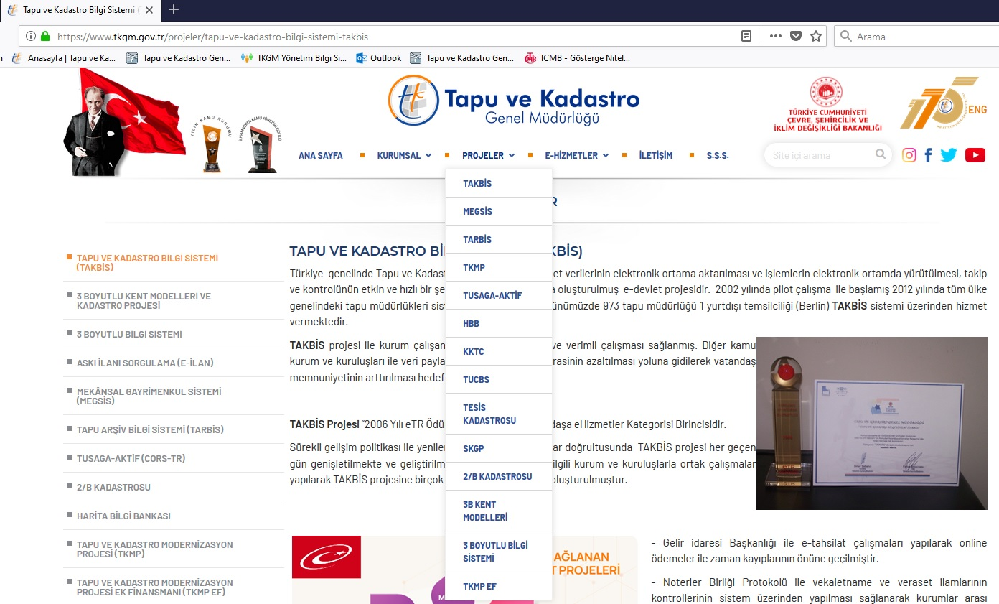 Tapu ve Kadastro Bilgi Sistemi (
https://www.tkgm.gov.tr/projeler/tapu-ve-kadastro-bilgi-sistemi-takbis
Arama
Anasayfa | Tapu ve Ka...
Tapu ve Kadastro Gen...
TKGM Yönetim Bilgi Si...
Outlook
Tapu ve Kadastro Gen...
TCMB - Gösterge Nitel...
YILIN KAMU KURUMU
İLHAM VEREN KAMU YÖNETİMİ ÖDÜLÜ
tk
Tapu ve Kadastro
Genel Müdürlüğü
TÜRKİYE CUMHURİYETİ
ÇEVRE, ŞEHİRCİLİK VE
İKLİM DEĞİŞİKLİĞİ BAKANLIĞI
175
ENG
ANA SAYFA
KURUMSAL
PROJELER
E-HİZMETLER
İLETİŞİM
S.S.S.
Site içi arama
TAKBİS
MEGSİS
TARBİS
TKMP
TUSAGA-AKTİF
HBB
KKTC
TUCBS
TESİS
KADASTROSU
SKGP
2/B KADASTROSU
3B KENT
MODELLERİ
3 BOYUTLU BİLGİ
SİSTEMİ
TKMP EF
R
TAPU VE KADASTRO BİLGİ SİSTEMİ
(TAKBİS)
3 BOYUTLU KENT MODELLERİ VE
KADASTRO PROJESİ
3 BOYUTLU BİLGİ SİSTEMİ
ASKI İLANI SORGULAMA (E-İLAN)
MEKÂNSAL GAYRİMENKUL SİSTEMİ
(MEGSİS)
TAPU ARŞİV BİLGİ SİSTEMİ (TARBİS)
TUSAGA-AKTİF (CORS-TR)
2/B KADASTROSU
HARİTA BİLGİ BANKASI
TAPU VE KADASTRO MODERNİZASYON
PROJESİ (TKMP)
TAPU VE KADASTRO MODERNİZASYON
PROJESİ EK FİNANSMANI (TKMP EF)
TAPU VE KADASTRO Bİ KBİS)
Türkiye genelinde Tapu ve Kadast et verilerinin elektronik ortama aktarılması ve işlemlerin elektronik ortamda yürütülmesi, takip
ve kontrolünün etkin ve hızlı bir şe a oluşturulmuş e-devlet projesidir. 2002 yılında pilot çalışma ile başlamış 2012 yılında tüm ülke
genelindeki tapu müdürlükleri sis ünümüzde 973 tapu müdürlüğü 1 yurtdışı temsilciliği (Berlin) TAKBİS sistemi üzerinden hizmet
vermektedir.
TAKBİS projesi ile kurum çalışan ve verimli çalışması sağlanmış. Diğer kamu
kurum ve kuruluşları ile veri payla rasinin azaltılması yoluna gidilerek vatandaş
memnuniyetinin arttırılması hedef
TAKBİS Projesi “2006 Yılı eTR Ödü daşa eHizmetler Kategorisi Birincisidir.
Sürekli gelişim politikası ile yeniler ar doğrultusunda TAKBİS projesi her geçen
gün genişletilmekte ve geliştirilm ilgili kurum ve kuruluşlarla ortak çalışmalar
yapılarak TAKBİS projesine birçok oluşturulmuştur.
AĞLANAN
T PROJELERİ
M
- Gelir idaresi Başkanlığı ile e-tahsilat çalışmaları yapılarak online
ödemeler ile zaman kayıplarının önüne geçilmiştir.
- Noterler Birliği Protokolü ile vekaletname ve veraset ilamlarının
kontrollerinin sistem üzerinden yapılması sağlanarak kurumlar arası